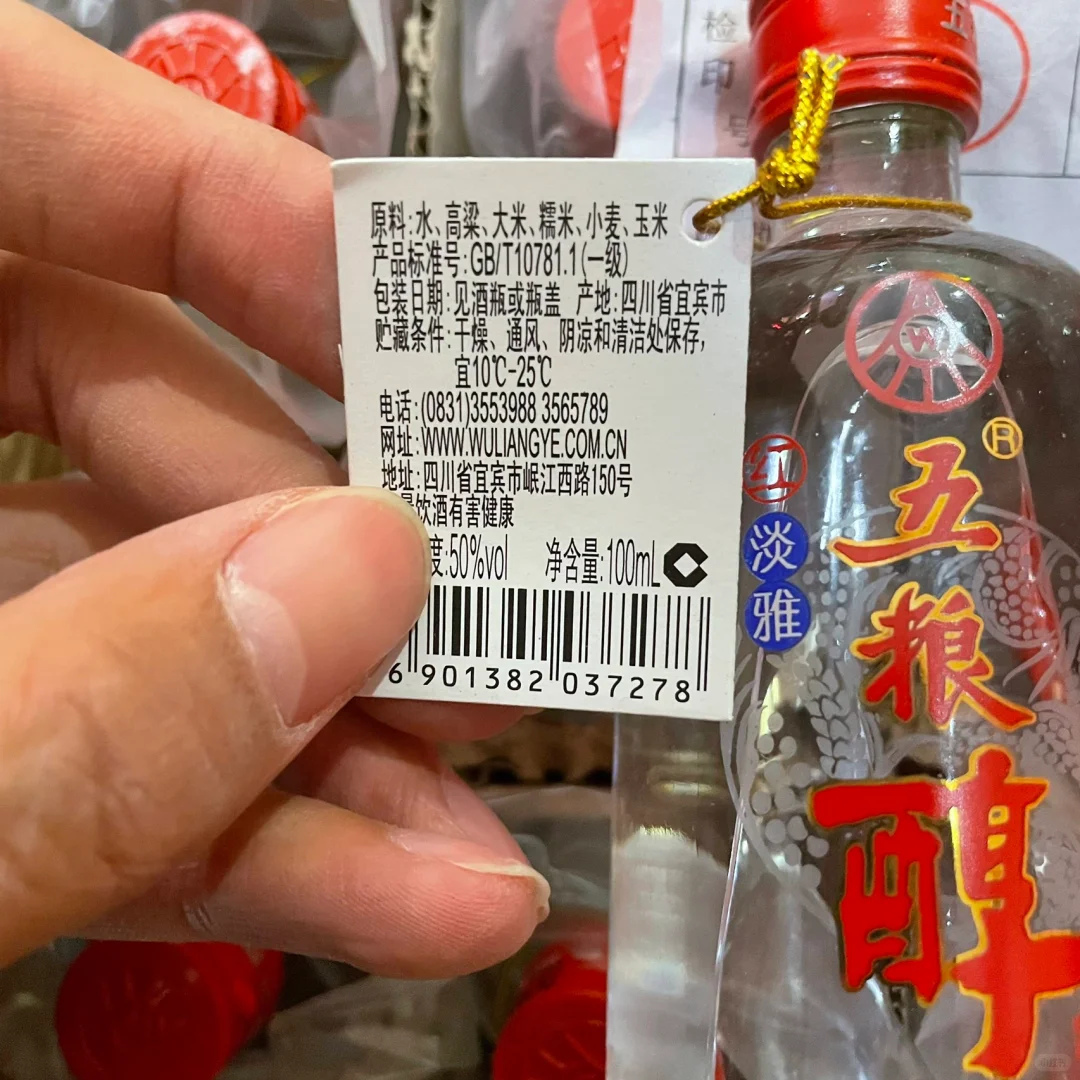 检
印
号
五
原料:水、高粱、大米、糯米、小麦、玉米
产品标准号:GB/T10781.1(一级)
包装日期:见酒瓶或瓶盖 产地:四川省宜宾市
贮藏条件:干燥、通风、阴凉和清洁处保存,
宜10℃-25℃
电话:(0831)3553988 3565789
网址:WWW.WULIANGYE.COM.CN
地址:四川省宜宾市岷江西路150号
饮酒有害健康
度:50%vol 净含量:100mL
6 901382 037278
W
红
淡
雅
五粮醇
®